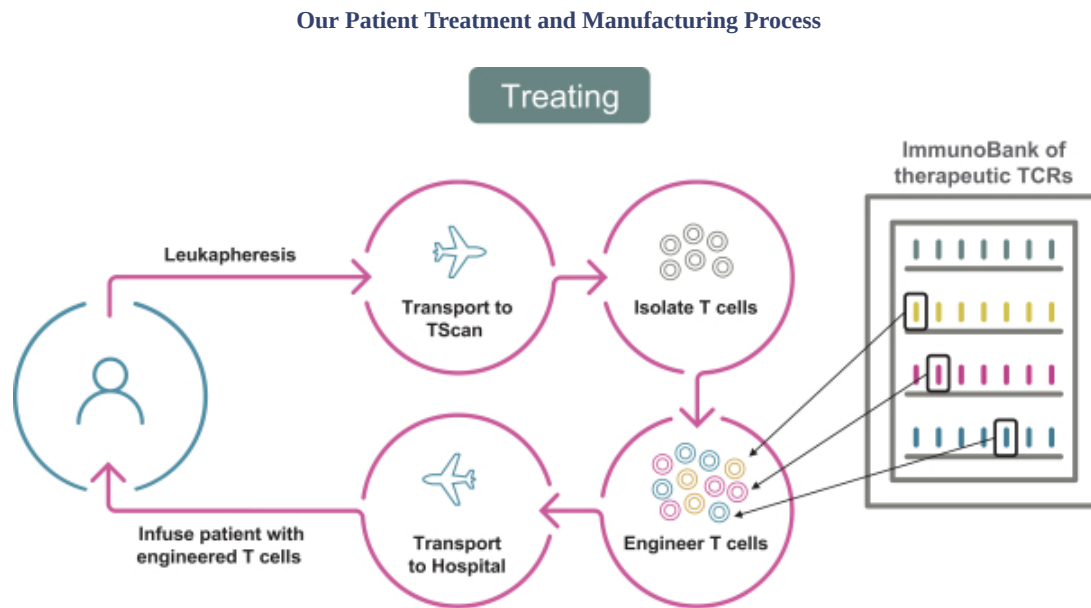 Our Patient Treatment and Manufacturing Process
Treating
ImmunoBank of
therapeutic TCRs
Leukapheresis
Transport to
TScan
Isolate T cells
Engineer T cells
Transport
to Hospital
Infuse patient with
engineered T cells